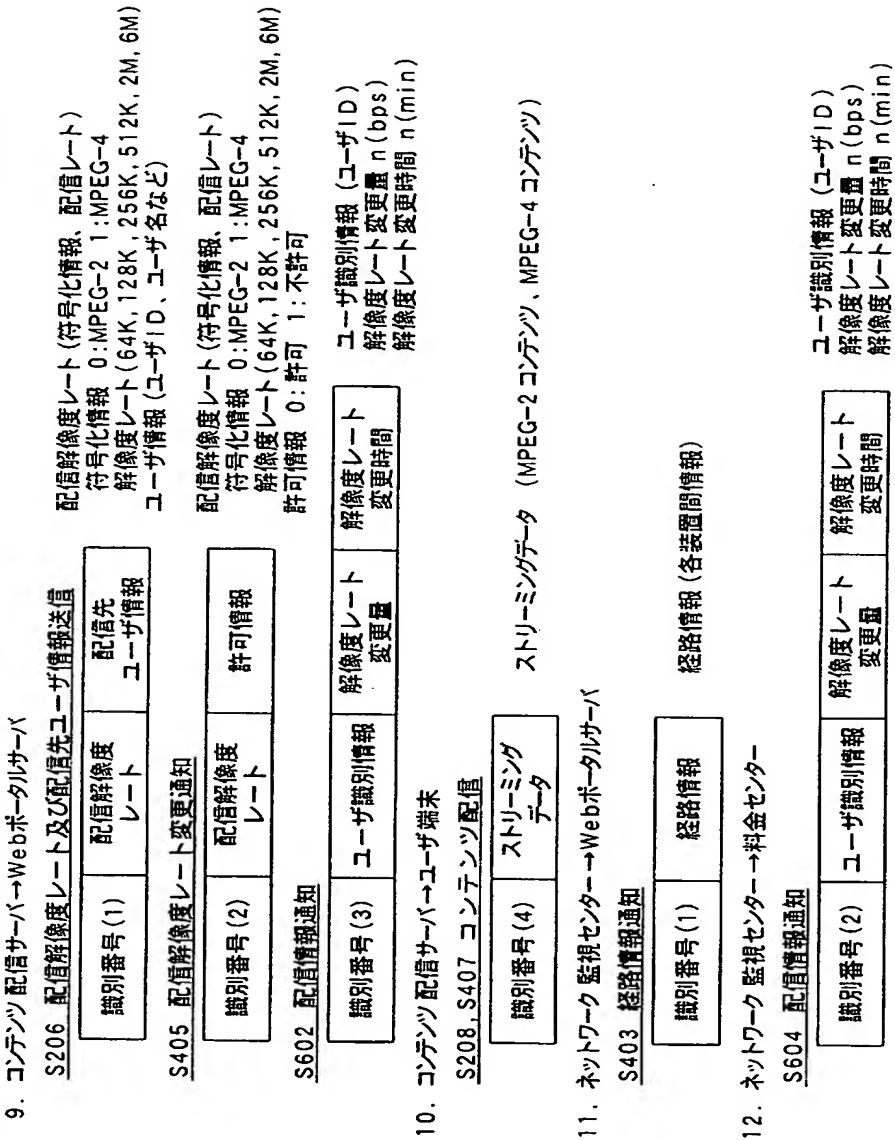 9. コンテンツ配信サーバ→Webポータルサーバ
S206 配信解像度レート及び配信先ユーザ情報送信
識別番号(1)
配信解像度
レート
配信先
ユーザ情報
配信解像度レート(符号化情報、配信レート)
符号化情報 0:MPEG-2 1:MPEG-4
解像度レート(64K,128K,256K,512K,2M,6M)
ユーザ情報(ユーザID、ユーザ名など)
S405 配信解像度レート変更通知
識別番号(2)
配信解像度
レート
許可情報
配信解像度レート(符号化情報、配信レート)
符号化情報 0:MPEG-2 1:MPEG-4
解像度レート(64K,128K,256K,512K,2M,6M)
許可情報 0:許可 1:不許可
S602 配信情報通知
識別番号(3)
ユーザ識別情報
解像度レート
変更量
解像度レート
変更時間
ユーザ識別情報(ユーザID)
解像度レート変更量 n(bps)
解像度レート変更時間 n(min)
10. コンテンツ配信サーバ→ユーザ端末
S208,S407 コンテンツ配信
識別番号(4)
ストリーミング
データ
ストリーミングデータ (MPEG-2コンテンツ、MPEG-4コンテンツ)
11. ネットワーク監視センター→Webポータルサーバ
S403 経路情報通知
識別番号(1)
経路情報
経路情報(各装置間情報)
12. ネットワーク監視センター→料金センター
S604 配信情報通知
識別番号(2)
ユーザ識別情報
解像度レート
変更量
解像度レート
変更時間
ユーザ識別情報(ユーザID)
解像度レート変更量 n(bps)
解像度レート変更時間 n(min)